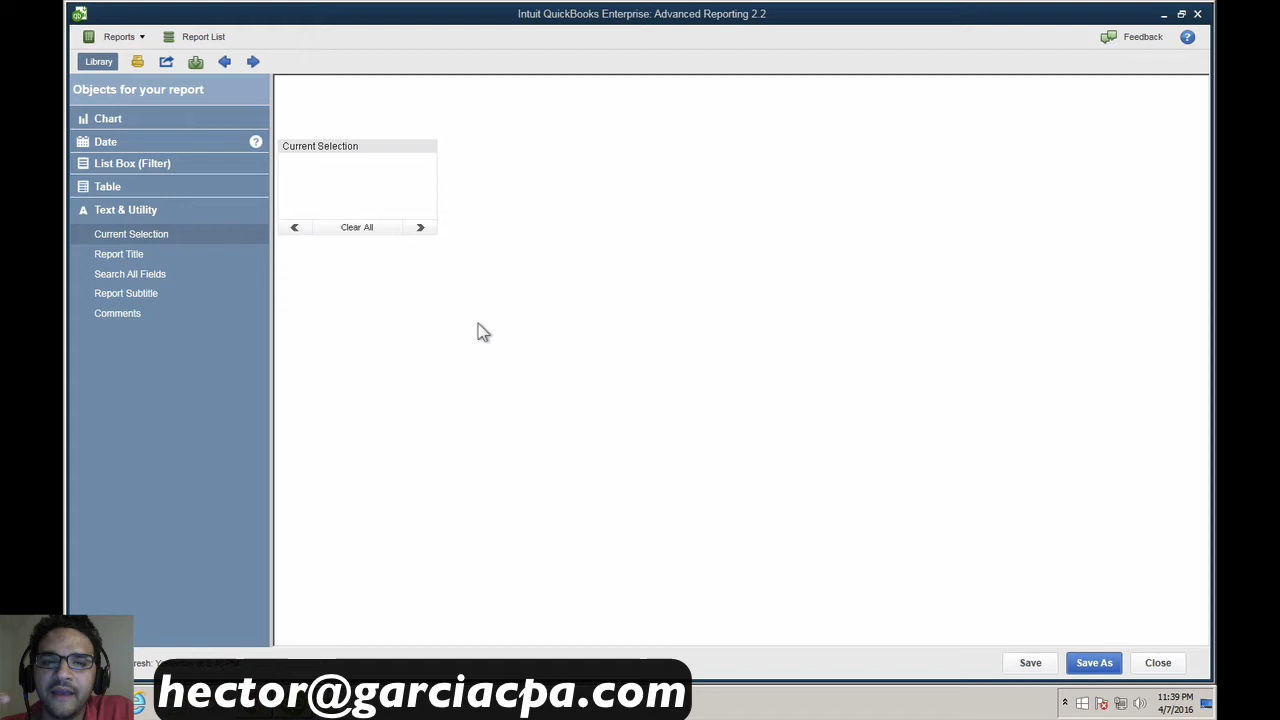 Intuit QuickBooks Enterprise: Advanced Reporting 2.2
Reports
Report List
Feedback
Library
Objects for your report
Chart
Date
List Box (Filter)
Table
Text & Utility
Current Selection
Report Title
Search All Fields
Report Subtitle
Comments
Current Selection
Clear All
Save
Save As
Close
hector@garciacpa.com
11:39 PM
4/7/2016